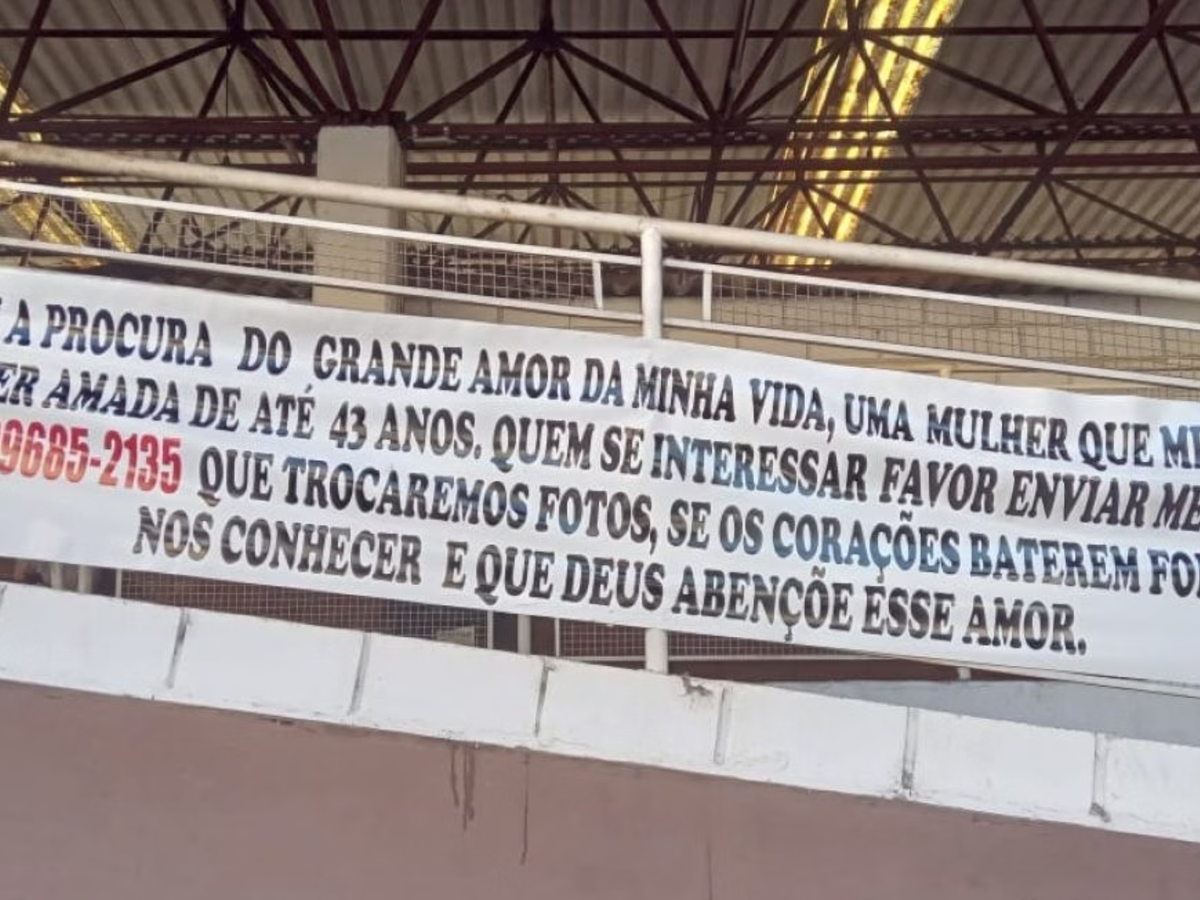 A PROCURA DO GRANDE AMOR DA MINHA VIDA, UMA MULHER QUE
AMADA DE ATÉ 43 ANOS. QUEM SE INTERESSAR FAVOR ENVIAR
9685-2135 QUE TROCAREMOS FOTOS, SE OS CORAÇÕES BATEREM
NOS CONHECER E QUE DEUS ABENÇÕE ESSE AMOR.